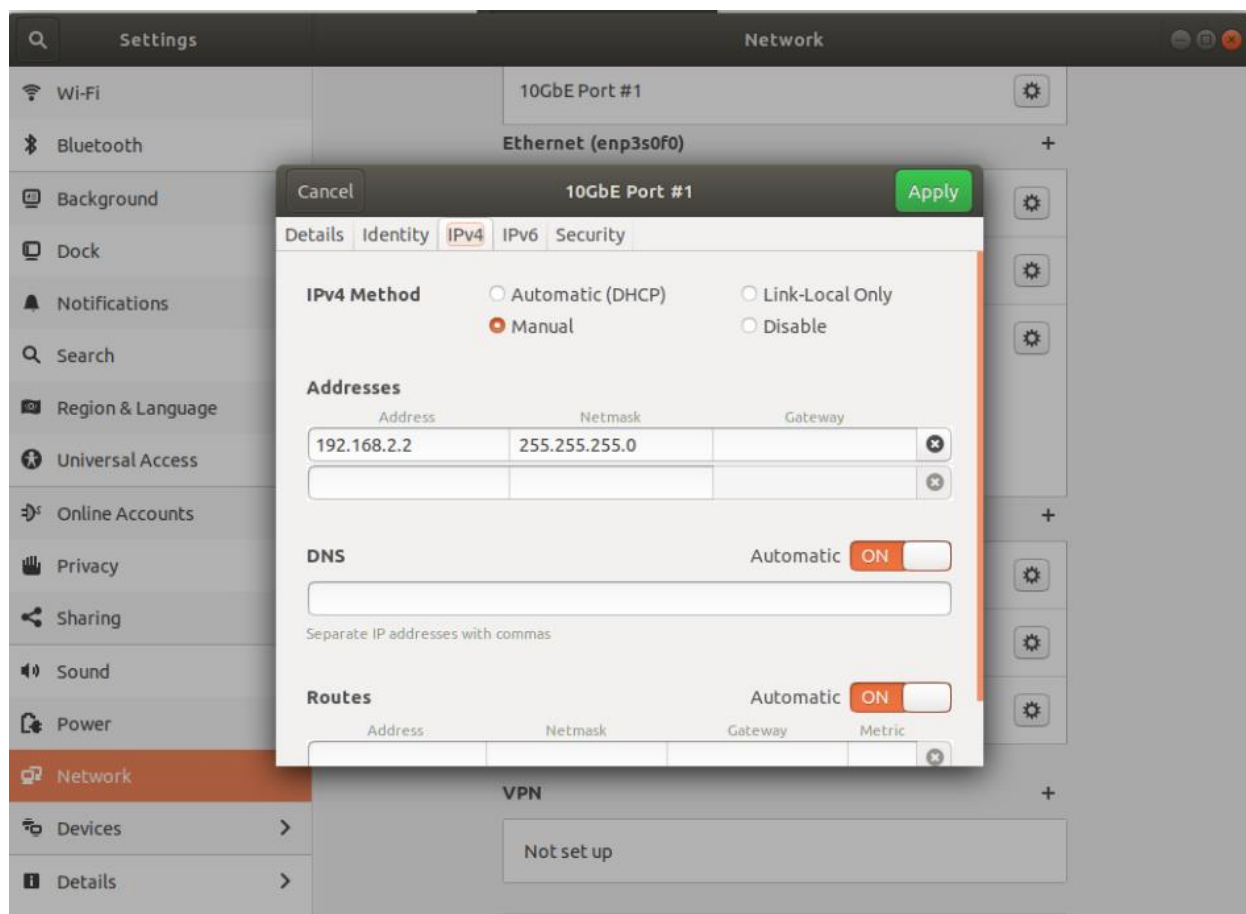 Settings
Network
Wi-Fi
Bluetooth
Background
Dock
Notifications
Search
Region & Language
Universal Access
Online Accounts
Privacy
Sharing
Sound
Power
Network
Devices
Details
10GbE Port #1
Ethernet (enp3s0f0)
Cancel
10GbE Port #1
Apply
Details Identity IPv4 IPv6 Security
IPv4 Method
Automatic (DHCP)
Link-Local Only
Manual
Disable
Addresses
Address Netmask Gateway
192.168.2.2 255.255.255.0
DNS
Automatic ON
Separate IP addresses with commas
Routes
Automatic ON
Address Netmask Gateway Metric
VPN
Not set up